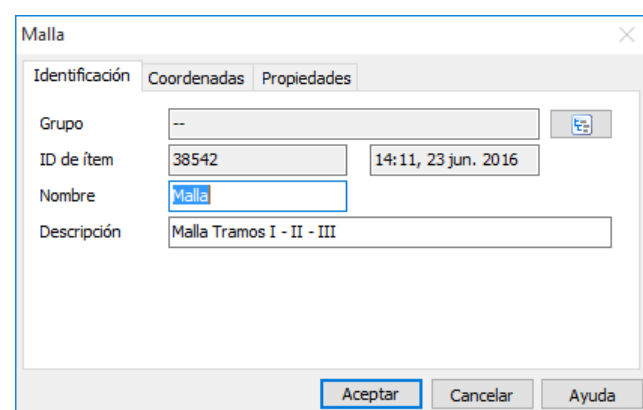 Malla
Identificación Coordenadas Propiedades
Grupo --
ID de ítem 38542 14:11, 23 jun. 2016
Nombre Malla
Descripción Malla Tramos I - II - III
Aceptar Cancelar Ayuda